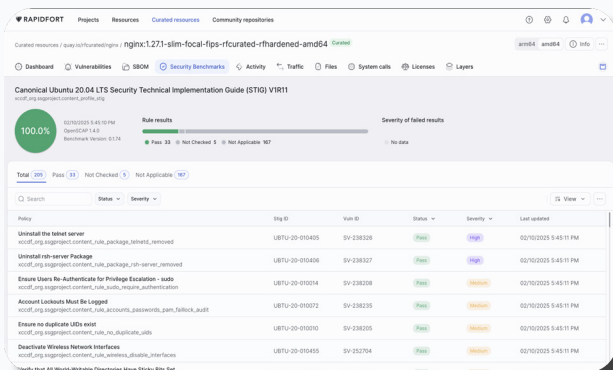 RAPIDFORT Projects Resources Curated resources Community repositories
Curated resources / quay.io/rfcurated/nginx / nginx:1.27.1-slim-focal-fips-rfcurated-rfhardened-amd64 Curated arm64 amd64 Info
Dashboard Vulnerabilities SBOM Security Benchmarks Activity Traffic Files System calls Licenses Layers
Canonical Ubuntu 20.04 LTS Security Technical Implementation Guide (STIG) V1R11
xccdf_org.ssgproject.content_profile_stig
100.0%
02/10/2025 5:45:10 PM
OpenSCAP 1.4.0
Benchmark Version: 0.1.74
Rule results
Pass 33 Not Checked 5 Not Applicable 167
Severity of failed results
No data
Total 205 Pass 33 Not Checked 5 Not Applicable 167
Search Status Severity View
Policy Stig ID Vuln ID Status Severity Last updated
Uninstall the telnet server
xccdf_org.ssgproject.content_rule_package_telnetd_removed
UBTU-20-010405 SV-238326 Pass High 02/10/2025 5:45:11 PM
Uninstall rsh-server Package
xccdf_org.ssgproject.content_rule_package_rsh-server_removed
UBTU-20-010406 SV-238327 Pass High 02/10/2025 5:45:11 PM
Ensure Users Re-Authenticate for Privilege Escalation - sudo
xccdf_org.ssgproject.content_rule_sudo_require_authentication
UBTU-20-010014 SV-238208 Pass Medium 02/10/2025 5:45:11 PM
Account Lockouts Must Be Logged
xccdf_org.ssgproject.content_rule_accounts_passwords_pam_faillock_audit
UBTU-20-010072 SV-238235 Pass Medium 02/10/2025 5:45:11 PM
Ensure no duplicate UIDs exist
xccdf_org.ssgproject.content_rule_no_duplicate_uids
UBTU-20-010010 SV-238205 Pass Medium 02/10/2025 5:45:11 PM
Deactivate Wireless Network Interfaces
xccdf_org.ssgproject.content_rule_wireless_disable_interfaces
UBTU-20-010455 SV-252704 Pass Medium 02/10/2025 5:45:11 PM
Verify that All World-Writable Directories Have Sticky Bits Set